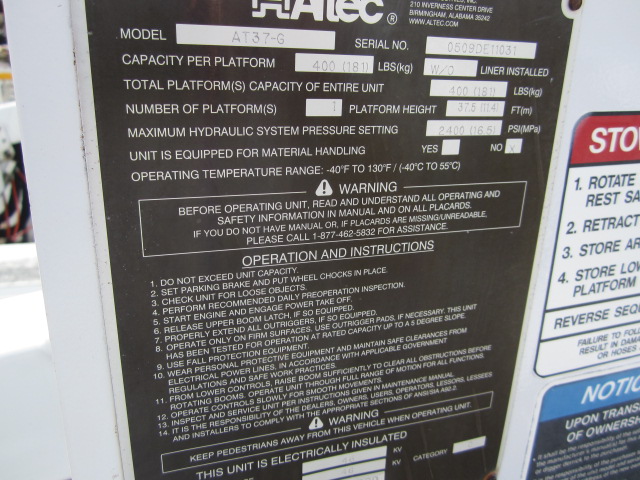 Altec®
210 INVERNESS CENTER DRIVE
BIRMINGHAM, ALABAMA 35242
WWW.ALTEC.COM
MODEL AT37-G SERIAL NO. 0509DE11031
CAPACITY PER PLATFORM 400 (181) LBS(kg) W/O LINER INSTALLED
TOTAL PLATFORM(S) CAPACITY OF ENTIRE UNIT 400 (181) LBS(kg)
NUMBER OF PLATFORM(S) 1 PLATFORM HEIGHT 37.5 (11.4) FT(m)
MAXIMUM HYDRAULIC SYSTEM PRESSURE SETTING 2400 (16.5) PSI(MPa)
UNIT IS EQUIPPED FOR MATERIAL HANDLING YES NO X
OPERATING TEMPERATURE RANGE: -40°F TO 130°F / (-40°C TO 55°C)
WARNING
BEFORE OPERATING UNIT, READ AND UNDERSTAND ALL OPERATING AND
SAFETY INFORMATION IN MANUAL AND ON ALL PLACARDS.
IF YOU DO NOT HAVE MANUAL OR, IF PLACARDS ARE MISSING/UNREADABLE,
PLEASE CALL 1-877-462-5832 FOR ASSISTANCE.
OPERATION AND INSTRUCTIONS
1. DO NOT EXCEED UNIT CAPACITY.
2. SET PARKING BRAKE AND PUT WHEEL CHOCKS IN PLACE.
3. CHECK UNIT FOR LOOSE OBJECTS.
4. PERFORM RECOMMENDED DAILY PREOPERATION INSPECTION.
5. START ENGINE AND ENGAGE POWER TAKE OFF.
6. RELEASE UPPER BOOM LATCH, IF SO EQUIPPED.
7. PROPERLY EXTEND ALL OUTRIGGERS, IF SO EQUIPPED.
8. OPERATE ONLY ON FIRM SURFACES. USE OUTRIGGER PADS, IF NECESSARY. THIS UNIT
HAS BEEN TESTED FOR OPERATION AT RATED CAPACITY UP TO A 5 DEGREE SLOPE.
9. USE FALL PROTECTION EQUIPMENT.
10. WEAR PERSONAL PROTECTIVE EQUIPMENT AND MAINTAIN SAFE CLEARANCES FROM
ELECTRICAL POWER LINES, IN ACCORDANCE WITH APPLICABLE GOVERNMENT
REGULATIONS AND SAFE WORK PRACTICES.
11. FROM LOWER CONTROLS, RAISE BOOM SUFFICIENTLY TO CLEAR ALL OBSTRUCTIONS BEFORE
ROTATING BOOMS. OPERATE UNIT THROUGH FULL RANGE OF MOTION FOR ALL FUNCTIONS.
12. OPERATE CONTROLS SLOWLY FOR SMOOTH MOVEMENTS.
13. INSPECT AND SERVICE UNIT PER INSTRUCTIONS GIVEN IN MAINTENANCE MANUAL.
14. IT IS THE RESPONSIBILITY OF THE DEALERS, OWNERS, USERS, OPERATORS, LESSORS, LESSEES
AND INSTALLERS TO COMPLY WITH THE APPROPRIATE SECTIONS OF ANSI/SIA A92.2.
WARNING
KEEP PEDESTRIANS AWAY FROM THIS VEHICLE WHEN OPERATING UNIT.
THIS UNIT IS ELECTRICALLY INSULATED
KV
KV CATEGORY
1. ROTATE
REST
2. RETRACT
3. STORE
4. STORE
PLATFORM
REVERSE
FAILURE TO
RESULT IN
OR HOSES
NOTIC
UPON
OF